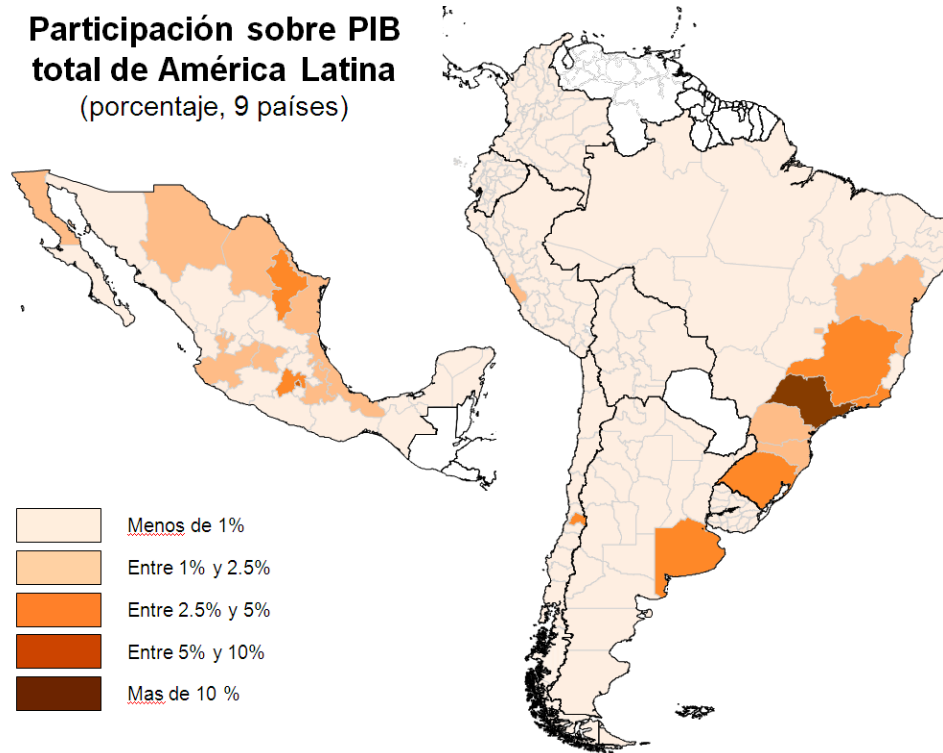 Participación sobre PIB
total de América Latina
(porcentaje, 9 países)
Menos de 1%
Entre 1% y 2.5%
Entre 2.5% y 5%
Entre 5% y 10%
Mas de 10 %